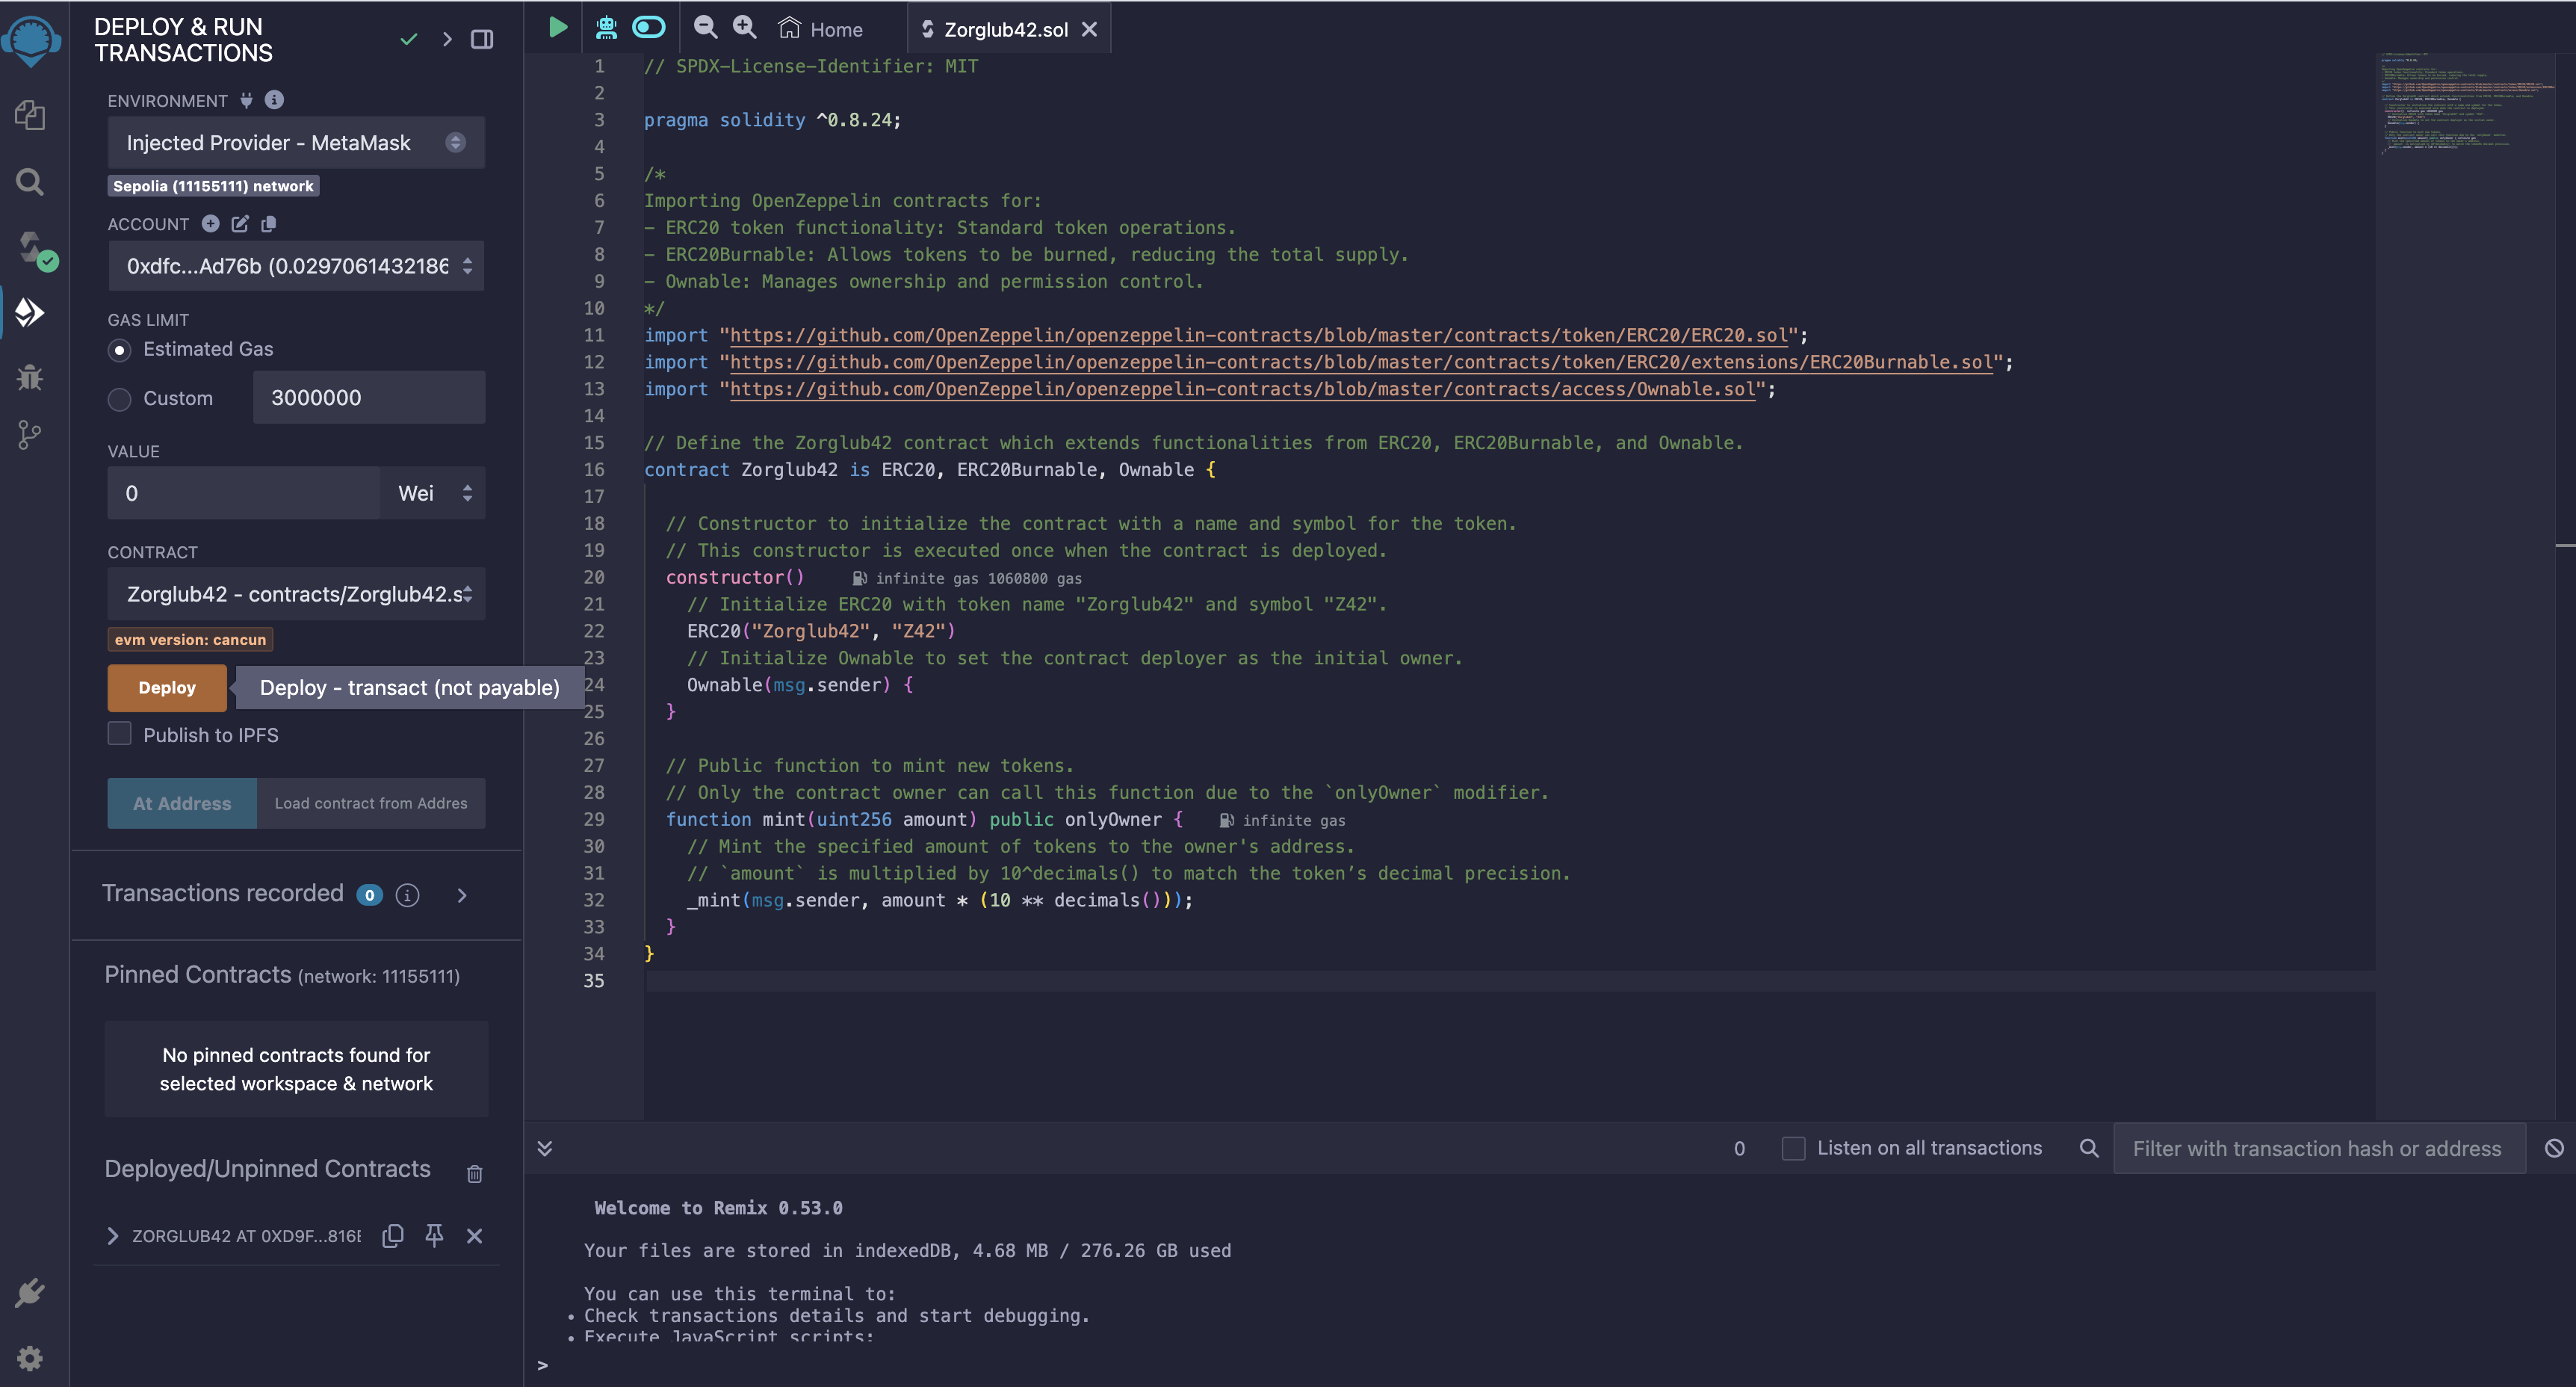 DEPLOY & RUN
TRANSACTIONS
ENVIRONMENT
Injected Provider - MetaMask
Sepolia (11155111) network
ACCOUNT
0xdfc...Ad76b (0.0297061432186
GAS LIMIT
Estimated Gas
Custom
3000000
VALUE
0
Wei
CONTRACT
Zorglub42 - contracts/Zorglub42.s
evm version: cancun
Deploy
Deploy - transact (not payable)
Publish to IPFS
At Address
Load contract from Addres
Transactions recorded 0
Pinned Contracts (network: 11155111)
No pinned contracts found for
selected workspace & network
Deployed/Unpinned Contracts
ZORGLUB42 AT 0XD9F...816
Home
Zorglub42.sol
1 // SPDX-License-Identifier: MIT
2
3 pragma solidity ^0.8.24;
4
5 /*
6 Importing OpenZeppelin contracts for:
7 - ERC20 token functionality: Standard token operations.
8 - ERC20Burnable: Allows tokens to be burned, reducing the total supply.
9 - Ownable: Manages ownership and permission control.
10 */
11 import "https://github.com/OpenZeppelin/openzeppelin-contracts/blob/master/contracts/token/ERC20/ERC20.sol";
12 import "https://github.com/OpenZeppelin/openzeppelin-contracts/blob/master/contracts/token/ERC20/extensions/ERC20Burnable.sol";
13 import "https://github.com/OpenZeppelin/openzeppelin-contracts/blob/master/contracts/access/Ownable.sol";
14
15 // Define the Zorglub42 contract which extends functionalities from ERC20, ERC20Burnable, and Ownable.
16 contract Zorglub42 is ERC20, ERC20Burnable, Ownable {
17
18 // Constructor to initialize the contract with a name and symbol for the token.
19 // This constructor is executed once when the contract is deployed.
20 constructor() infinite gas 1060800 gas
21 // Initialize ERC20 with token name "Zorglub42" and symbol "Z42".
22 ERC20("Zorglub42", "Z42")
23 // Initialize Ownable to set the contract deployer as the initial owner.
24 Ownable(msg.sender) {
25 }
26
27 // Public function to mint new tokens.
28 // Only the contract owner can call this function due to the `onlyOwner` modifier.
29 function mint(uint256 amount) public onlyOwner { infinite gas
30 // Mint the specified amount of tokens to the owner's address.
31 // `amount` is multiplied by 10^decimals() to match the token’s decimal precision.
32 _mint(msg.sender, amount * (10 ** decimals()));
33 }
34 }
35
0
Listen on all transactions
Filter with transaction hash or address
Welcome to Remix 0.53.0
Your files are stored in indexedDB, 4.68 MB / 276.26 GB used
You can use this terminal to:
• Check transactions details and start debugging.
• Execute JavaScript scripts:
>